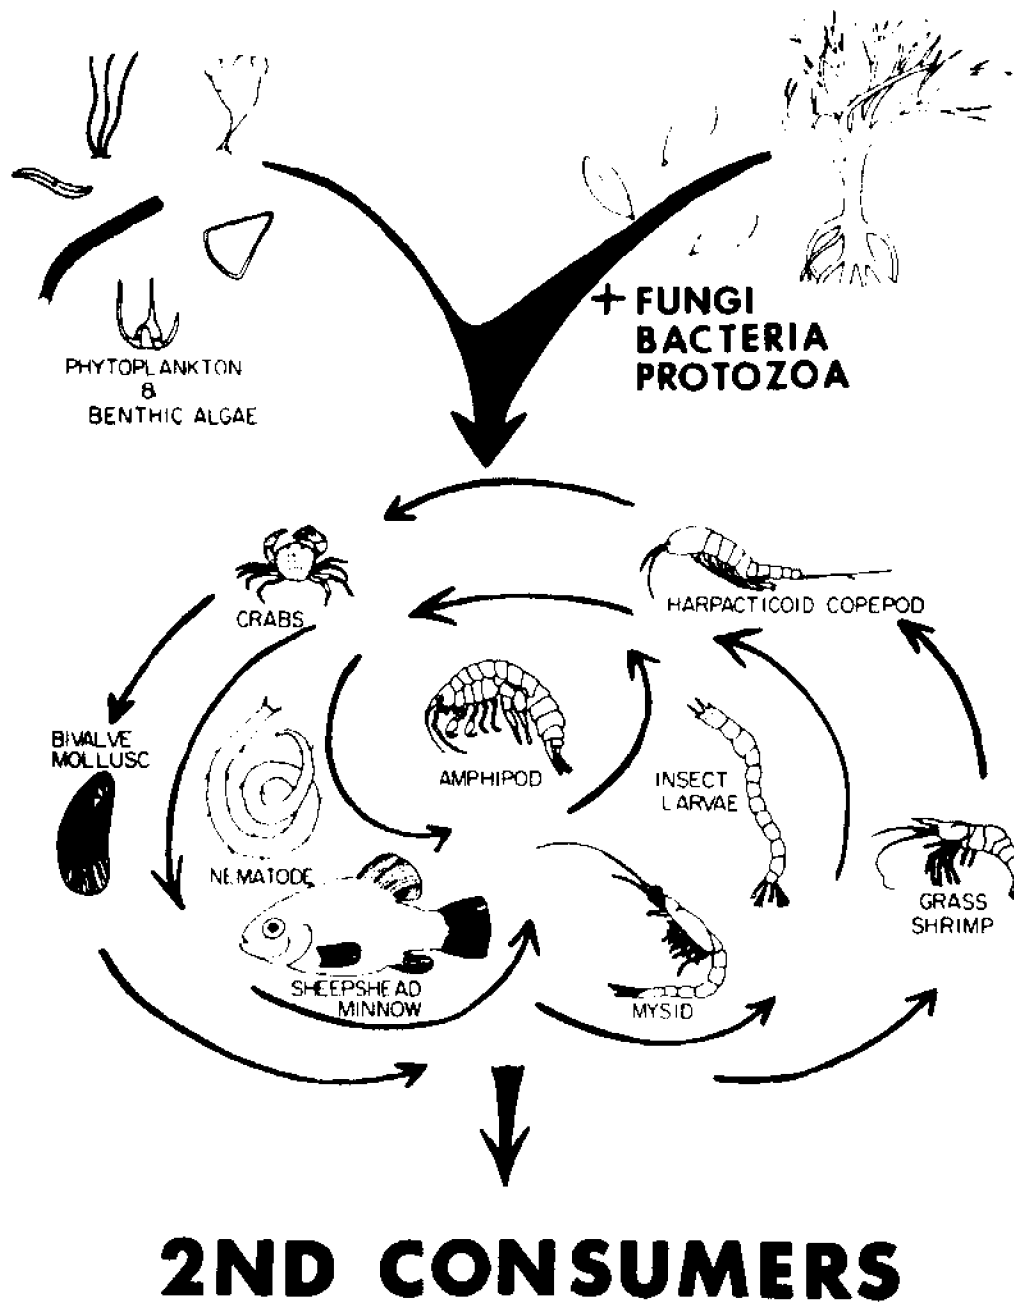 + FUNGI
BACTERIA
PROTOZOA
PHYTOPLANKTON
&
BENTHIC ALGAE
CRABS
HARPACTICOID COPEPOD
BIVALVE
MOLLUSC
AMPHIPOD
INSECT
LARVAE
NEMATODE
GRASS
SHRIMP
SHEEPSHEAD
MINNOW
MYSID
2ND CONSUMERS